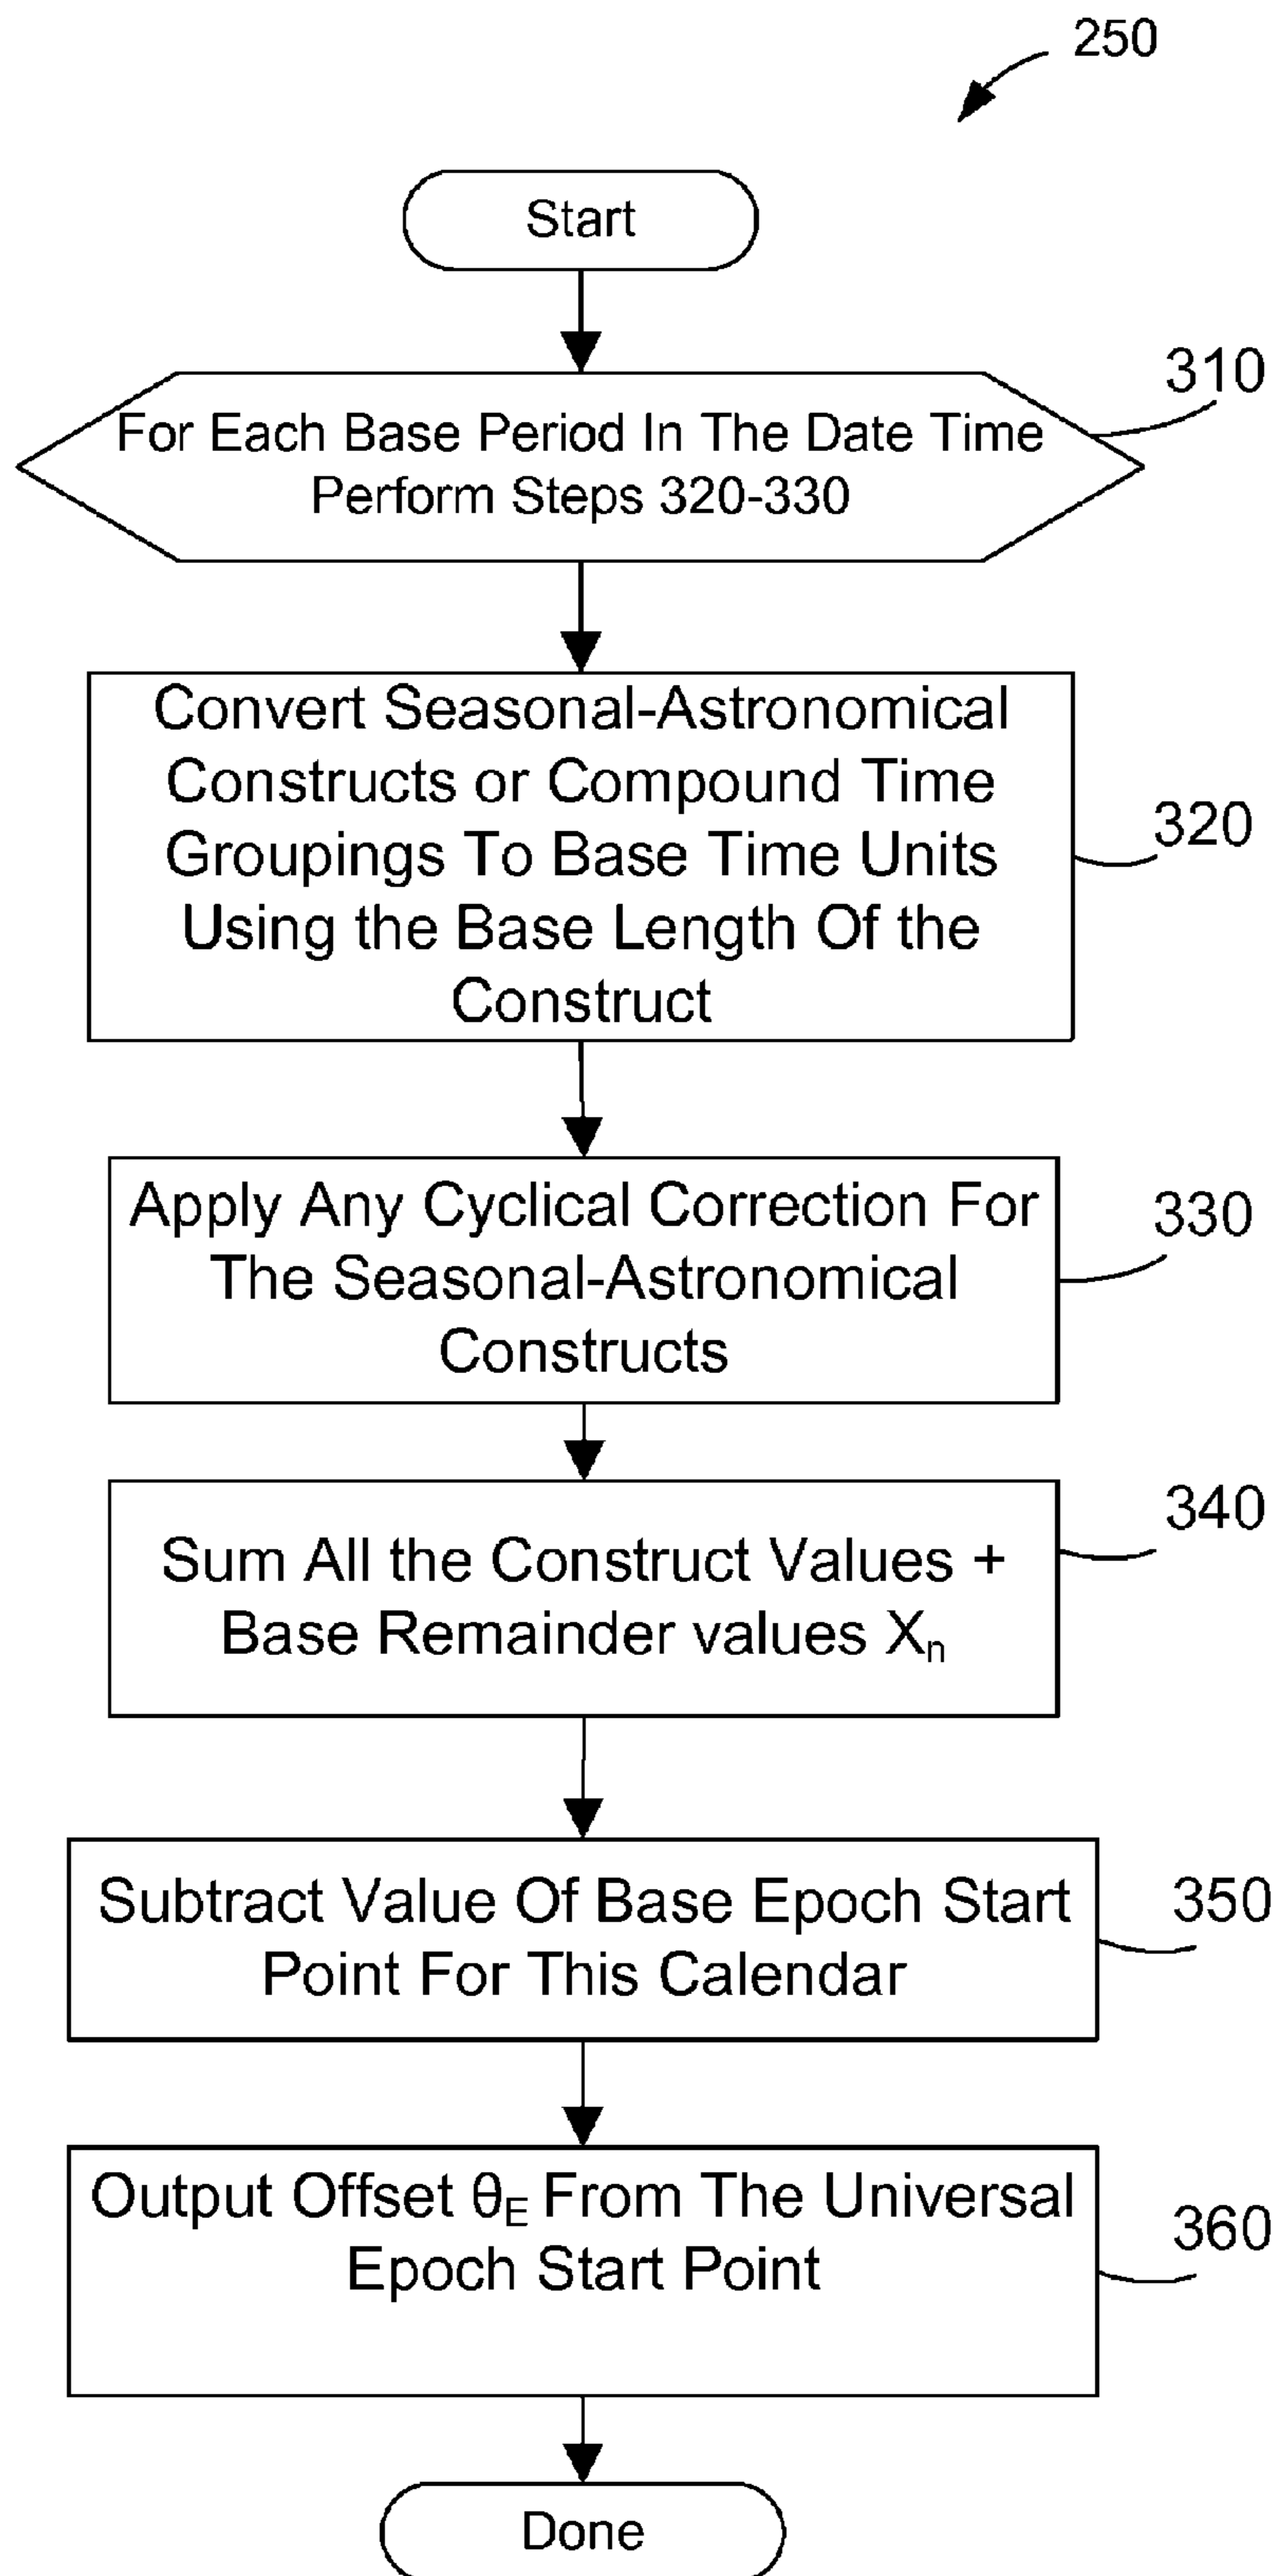 250
Start
310
For Each Base Period In The Date Time
Perform Steps 320-330
Convert Seasonal-Astronomical
Constructs or Compound Time
Groupings To Base Time Units
Using the Base Length Of the
Construct
320
Apply Any Cyclical Correction For
The Seasonal-Astronomical
Constructs
330
Sum All the Construct Values +
Base Remainder values Xₙ
340
Subtract Value Of Base Epoch Start
Point For This Calendar
350
Output Offset θE From The Universal
Epoch Start Point
360
Done